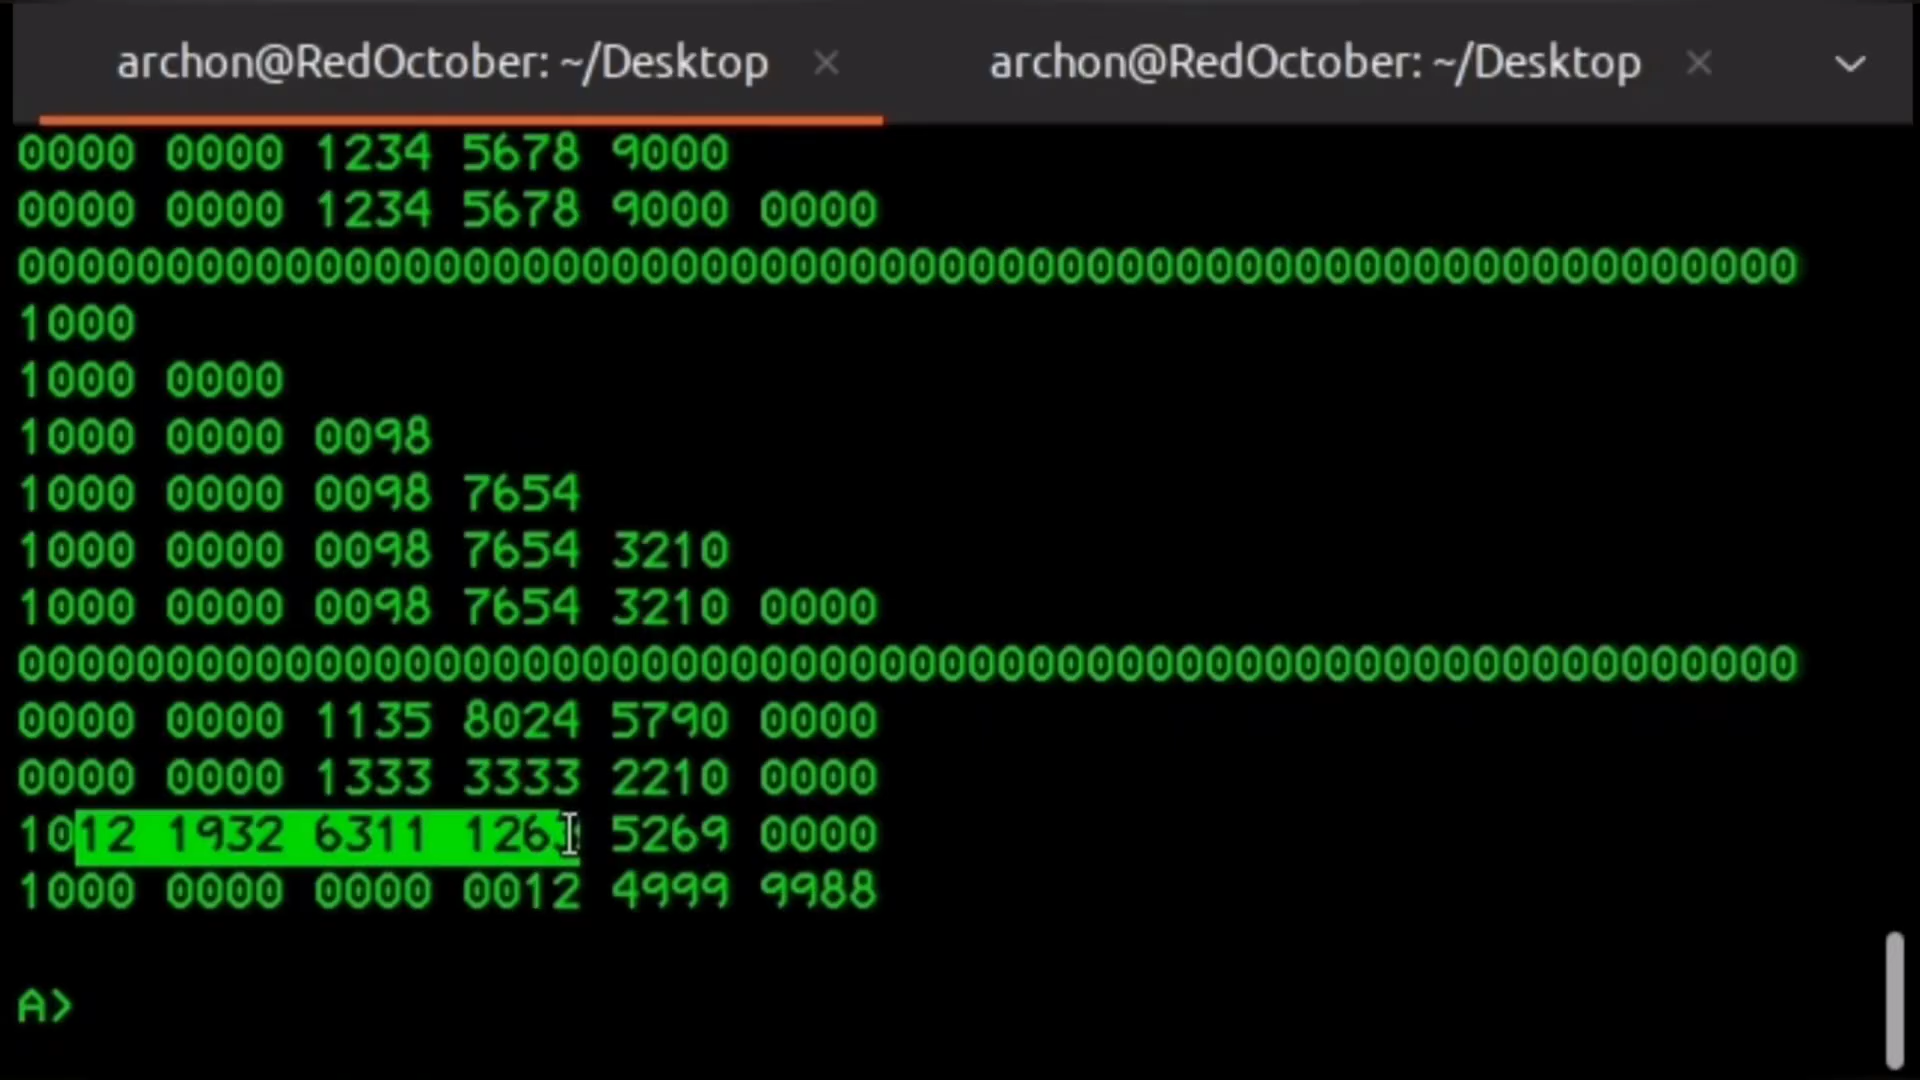 archon@RedOctober: ~/Desktop × archon@RedOctober: ~/Desktop ×
0000 0000 1234 5678 9000
0000 0000 1234 5678 9000 0000
000000000000000000000000000000000000000000000000000000000000
1000
1000 0000
1000 0000 0098
1000 0000 0098 7654
1000 0000 0098 7654 3210
1000 0000 0098 7654 3210 0000
000000000000000000000000000000000000000000000000000000000000
0000 0000 1135 8024 5790 0000
0000 0000 1333 3333 2210 0000
1012 1932 6311 1263 5269 0000
1000 0000 0000 0012 4999 9988
A>